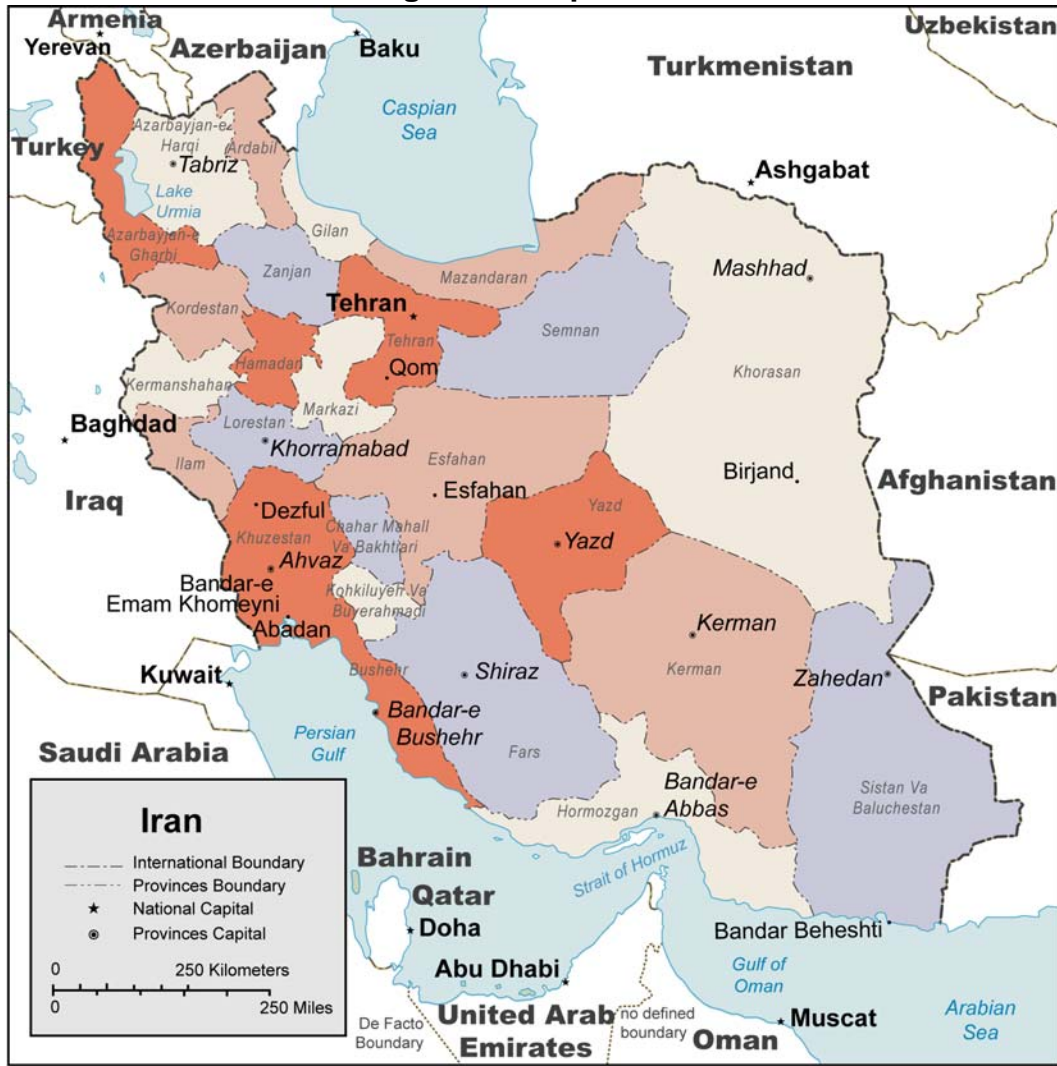 Armenia
Yerevan
Azerbaijan
Baku
Uzbekistan
Turkmenistan
Caspian
Sea
Turkey
Azarbayjan-e
Harqi
Ardabil
Tabriz
Lake
Urmia
Ashgabat
Azarbayjan-e
Gharbi
Gilan
Zanjan
Mazandaran
Mashhad
Kordestan
Tehran
Tehran
Semnan
Hamadan
Qom
Khorasan
Kermanshahan
Markazi
Baghdad
Lorestan
Khorramabad
Ilam
Esfahan
Esfahan
Birjand
Afghanistan
Iraq
Dezful
Khuzestan
Chahar Mahall
Va Bakhtiari
Yazd
Yazd
Ahvaz
Bandar-e
Emam Khomeyni
Kohkiluyeh Va
Buyerahmadi
Abadan
Kerman
Kerman
Kuwait
Bushehr
Shiraz
Zahedan
Pakistan
Bandar-e
Bushehr
Persian
Gulf
Fars
Saudi Arabia
Bandar-e
Abbas
Hormozgan
Sistan Va
Baluchestan
Strait of Hormuz
Iran
International Boundary
Provinces Boundary
National Capital
Provinces Capital
0 250 Kilometers
0 250 Miles
Bahrain
Qatar
Doha
Bandar Beheshti
Abu Dhabi
Gulf of
Oman
Arabian
Sea
De Facto
Boundary
United Arab
Emirates
no defined
boundary
Oman
Muscat